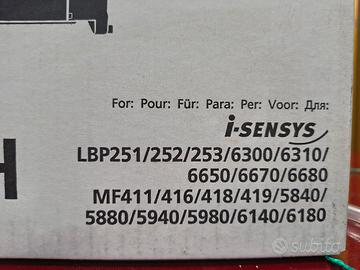 For: Pour: Für: Para: Per: Voor: Для:
i-SENSYS
LBP251/252/253/6300/6310/
6650/6670/6680
MF411/416/418/419/5840/
5880/5940/5980/6140/6180
H
subito